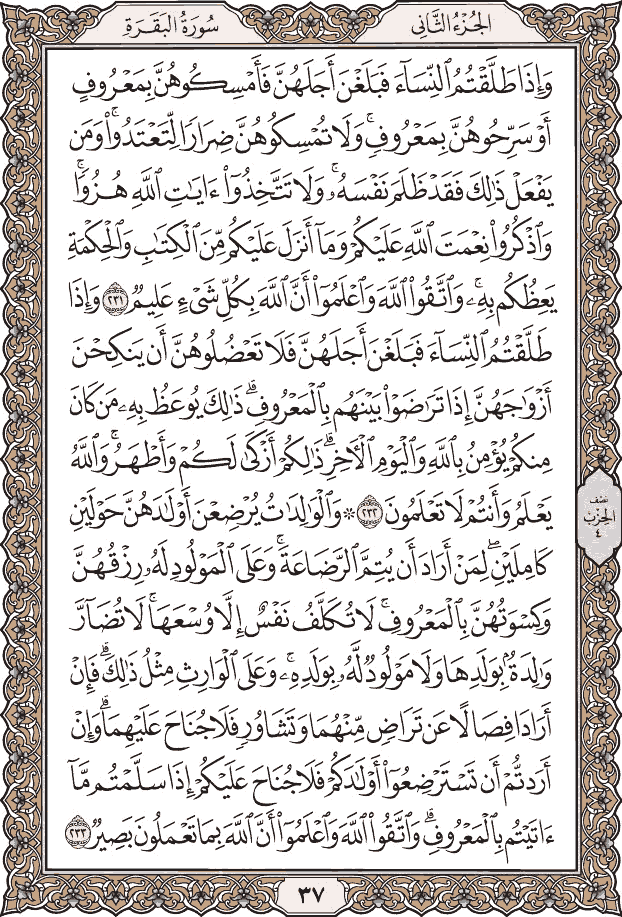 الجُزْءُ الثَّانِي
سُورَةُ البَقَرَةِ
وَإِذَا طَلَّقْتُمُ ٱلنِّسَآءَ فَبَلَغْنَ أَجَلَهُنَّ فَأَمْسِكُوهُنَّ بِمَعْرُوفٍ
أَوْ سَرِّحُوهُنَّ بِمَعْرُوفٖۚ وَلَا تُمْسِكُوهُنَّ ضِرَارٗا لِّتَعْتَدُواْۚ وَمَن
يَفْعَلْ ذَٰلِكَ فَقَدْ ظَلَمَ نَفْسَهُۥۚ وَلَا تَتَّخِذُوٓاْ ءَايَٰتِ ٱللَّهِ هُزُوٗاۚ
وَٱذْكُرُواْ نِعْمَتَ ٱللَّهِ عَلَيْكُمْ وَمَآ أَنزَلَ عَلَيْكُم مِّنَ ٱلْكِتَٰبِ وَٱلْحِكْمَةِ
يَعِظُكُم بِهِۦۚ وَٱتَّقُواْ ٱللَّهَ وَٱعْلَمُوٓاْ أَنَّ ٱللَّهَ بِكُلِّ شَيْءٍ عَلِيمٞ ٢٣١ وَإِذَا
طَلَّقْتُمُ ٱلنِّسَآءَ فَبَلَغْنَ أَجَلَهُنَّ فَلَا تَعْضُلُوهُنَّ أَن يَنكِحْنَ
أَزْوَٰجَهُنَّ إِذَا تَرَٰضَوْاْ بَيْنَهُم بِٱلْمَعْرُوفِۗ ذَٰلِكَ يُوعَظُ بِهِۦ مَن كَانَ
مِنكُمْ يُؤْمِنُ بِٱللَّهِ وَٱلْيَوْمِ ٱلْأٓخِرِۗ ذَٰلِكُمْ أَزْكَىٰ لَكُمْ وَأَطْهَرُۚ وَٱللَّهُ
يَعْلَمُ وَأَنتُمْ لَا تَعْلَمُونَ ٢٣٢ ۞ وَٱلْوَٰلِدَٰتُ يُرْضِعْنَ أَوْلَٰدَهُنَّ حَوْلَيْنِ
كَامِلَيْنِۖ لِمَنْ أَرَادَ أَن يُتِمَّ ٱلرَّضَاعَةَۚ وَعَلَى ٱلْمَوْلُودِ لَهُۥ رِزْقُهُنَّ
وَكِسْوَتُهُنَّ بِٱلْمَعْرُوفِۚ لَا تُكَلَّفُ نَفْسٌ إِلَّا وُسْعَهَاۚ لَا تُضَآرَّ
وَٰلِدَةُۢ بِوَلَدِهَا وَلَا مَوْلُودٞ لَّهُۥ بِوَلَدِهِۦۚ وَعَلَى ٱلْوَارِثِ مِثْلُ ذَٰلِكَۗ فَإِنْ
أَرَادَا فِصَالًا عَن تَرَاضٖ مِّنْهُمَا وَتَشَاوُرٖ فَلَا جُنَاحَ عَلَيْهِمَاۗ وَإِنْ
أَرَدتُّمْ أَن تَسْتَرْضِعُوٓاْ أَوْلَٰدَكُمْ فَلَا جُنَاحَ عَلَيْكُمْ إِذَا سَلَّمْتُم مَّآ
ءَاتَيْتُم بِٱلْمَعْرُوفِۗ وَٱتَّقُواْ ٱللَّهَ وَٱعْلَمُوٓاْ أَنَّ ٱللَّهَ بِمَا تَعْمَلُونَ بَصِيرٞ ٢٣٣
نصف
الحِزْب
٤
٣٧